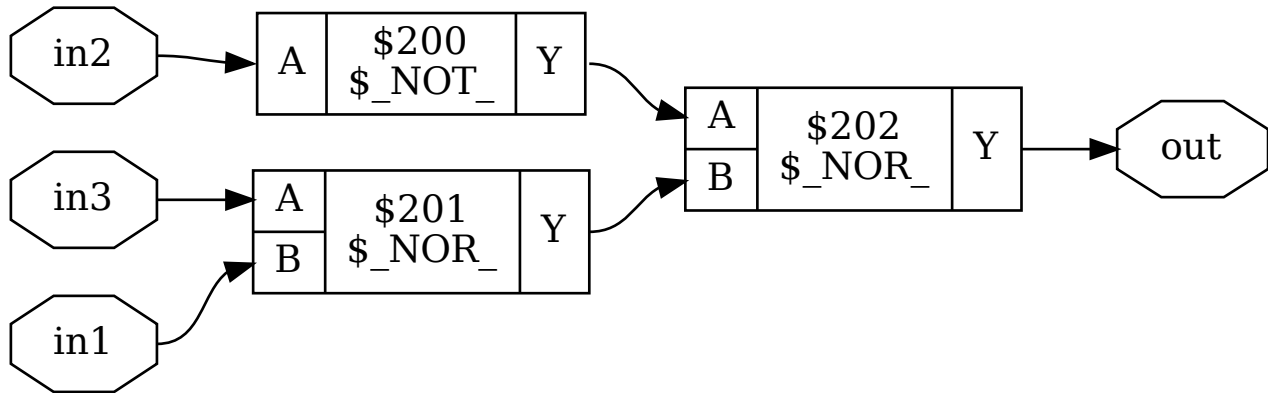 in2
A
$200
$_NOT_
Y
in3
A
B
$201
$_NOR_
Y
in1
A
B
$202
$_NOR_
Y
out